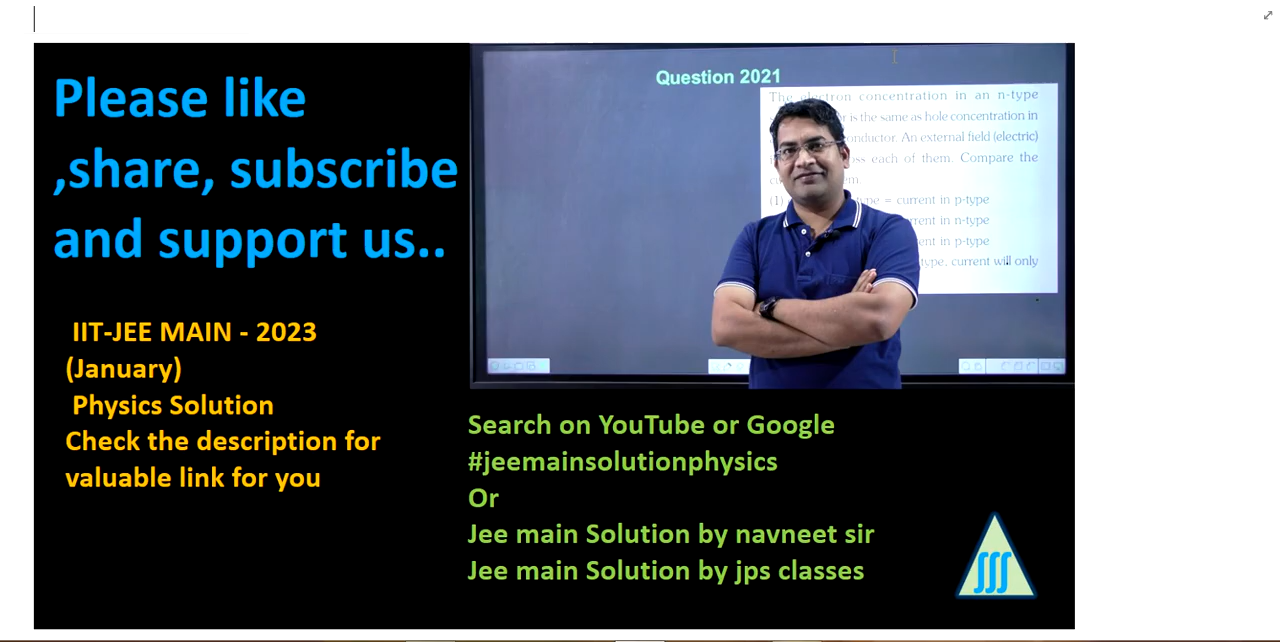 Please like
,share, subscribe
and support us..
IIT-JEE MAIN - 2023
(January)
Physics Solution
Check the description for
valuable link for you
Question 2021
The electron concentration in an n-type
is the same as hole concentration in
An external field (electric)
each of them. Compare the
(1) = current in p-type
in n-type
in p-type
type, current will only
Search on YouTube or Google
#jeemainsolutionphysics
Or
Jee main Solution by navneet sir
Jee main Solution by jps classes